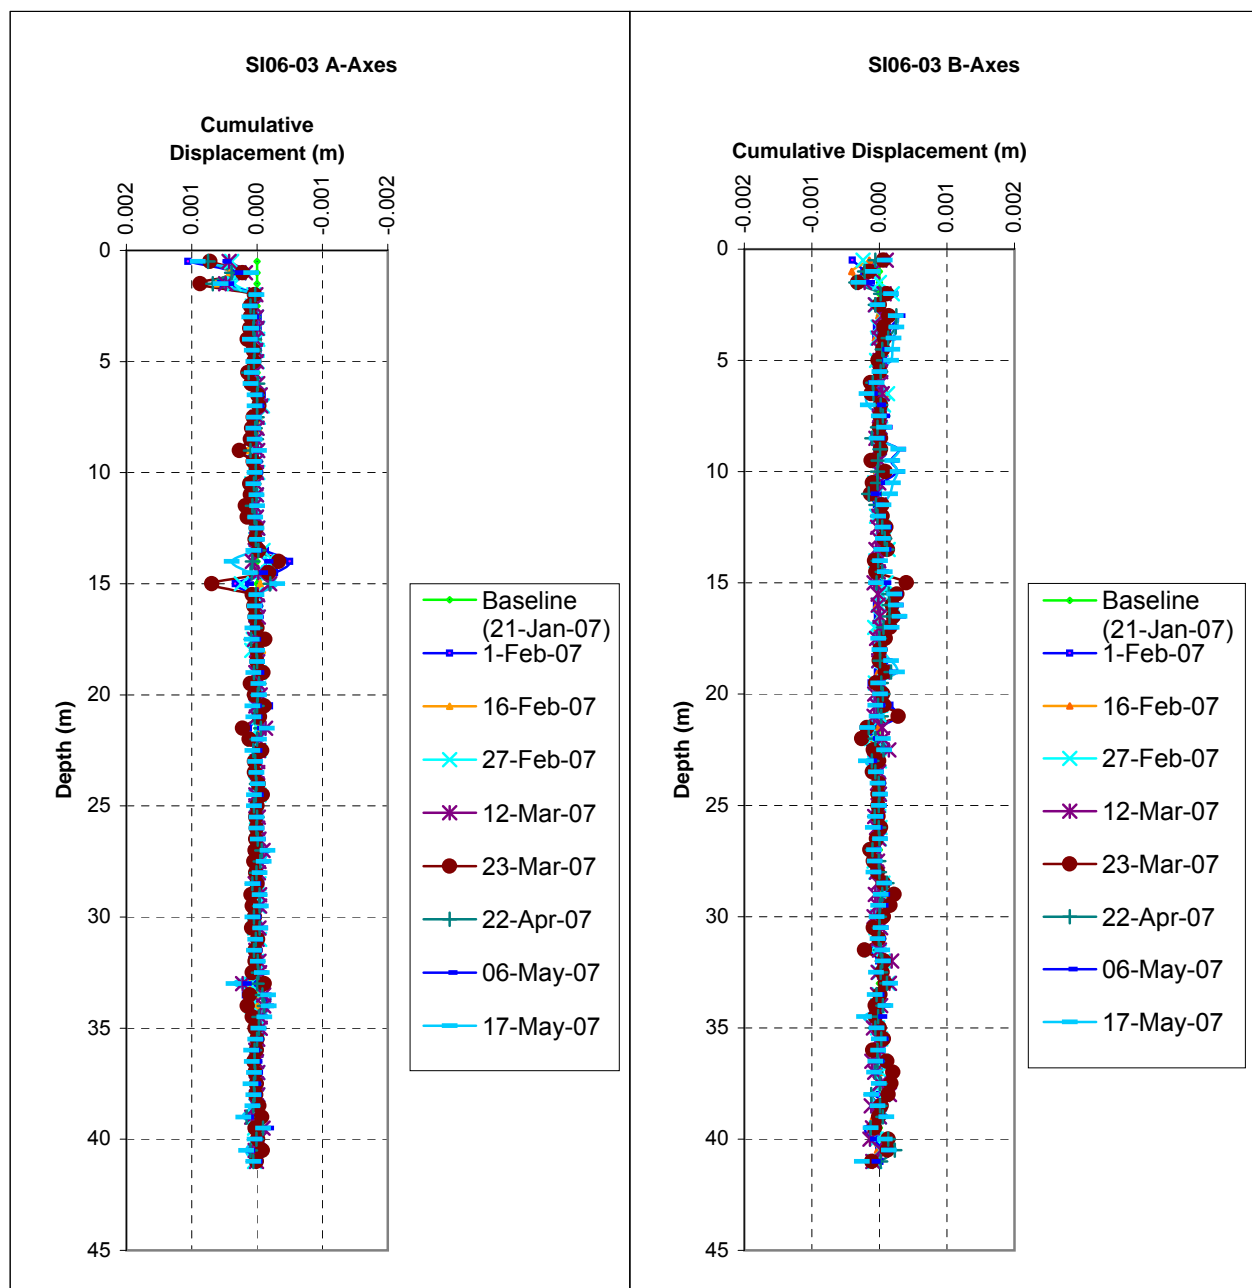 SI06-03 A-Axes
Cumulative
Displacement (m)
0.002
0.001
0.000
-0.001
-0.002
0
5
10
15
20
25
30
35
40
45
Depth (m)
Baseline
(21-Jan-07)
1-Feb-07
16-Feb-07
27-Feb-07
12-Mar-07
23-Mar-07
22-Apr-07
06-May-07
17-May-07
SI06-03 B-Axes
Cumulative Displacement (m)
-0.002
-0.001
0.000
0.001
0.002
0
5
10
15
20
25
30
35
40
45
Depth (m)
Baseline
(21-Jan-07)
1-Feb-07
16-Feb-07
27-Feb-07
12-Mar-07
23-Mar-07
22-Apr-07
06-May-07
17-May-07